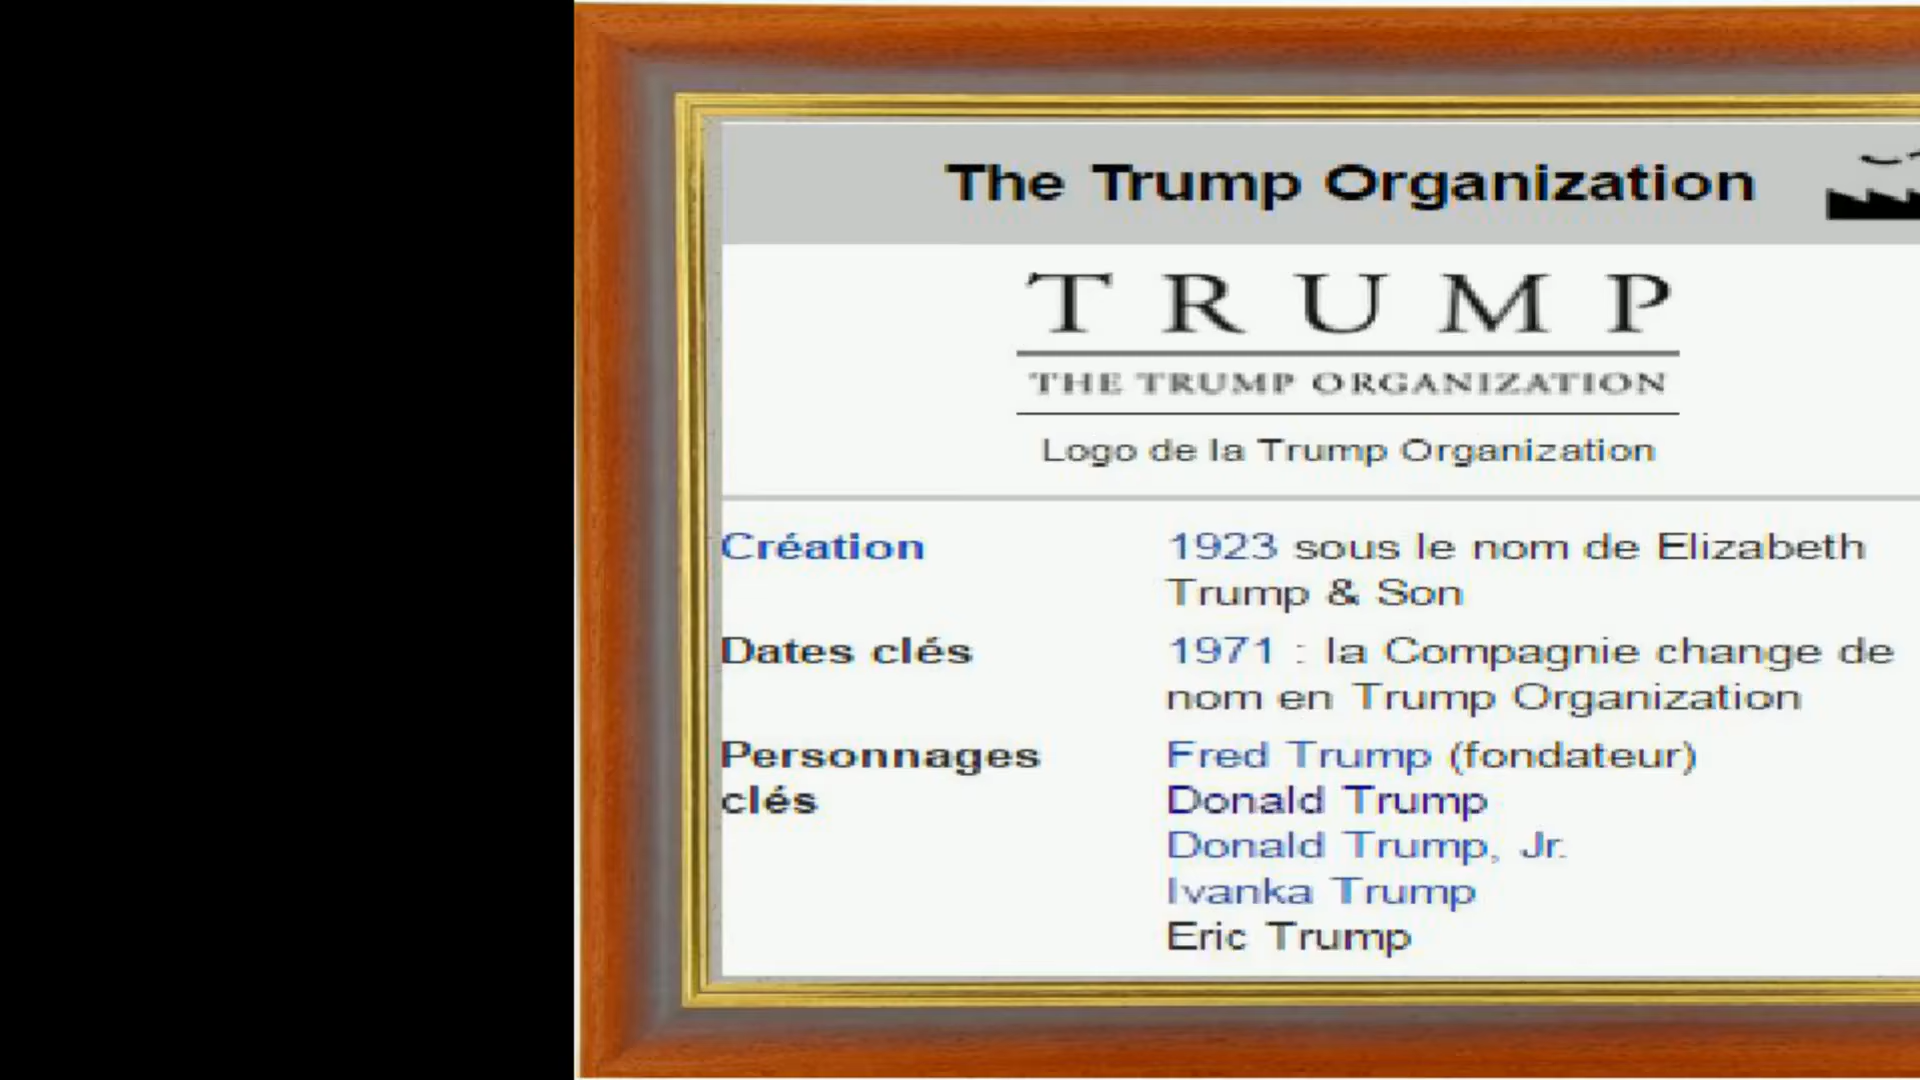 The Trump Organization
TRUMP
THE TRUMP ORGANIZATION
Logo de la Trump Organization
Création
1923 sous le nom de Elizabeth
Trump & Son
Dates clés
1971 : la Compagnie change de
nom en Trump Organization
Personnages
clés
Fred Trump (fondateur)
Donald Trump
Donald Trump, Jr.
Ivanka Trump
Eric Trump